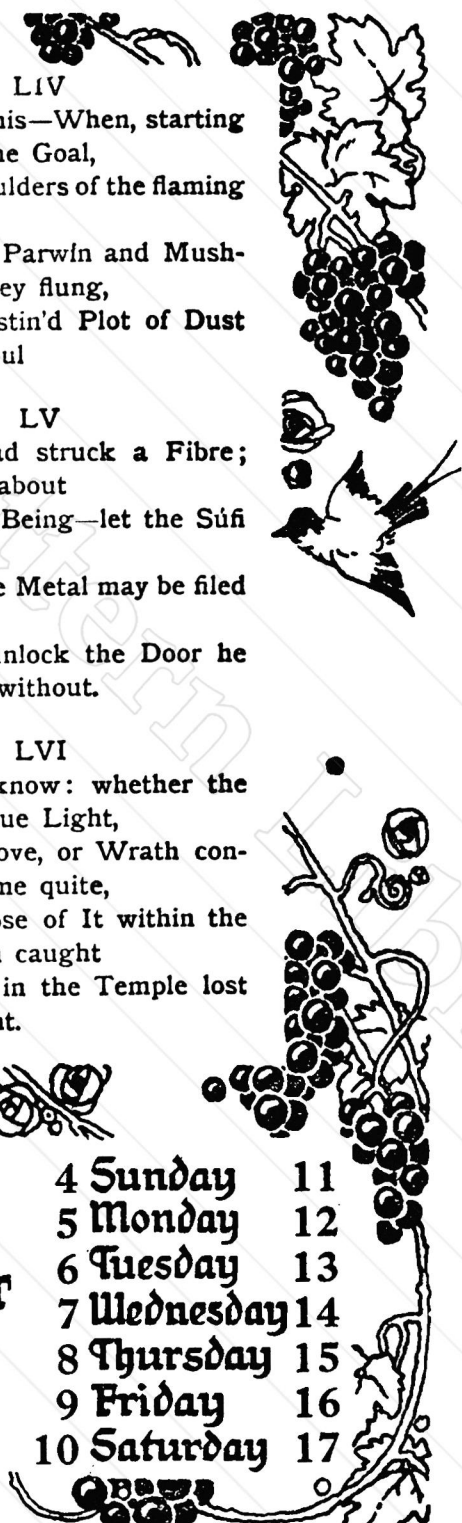 LIV
his—When, starting
he Goal,
ulders of the flaming
Parwín and Mush-
ey flung,
stin'd Plot of Dust
ul
LV
ad struck a Fibre;
about
Being—let the Súfi
e Metal may be filed
nlock the Door he
without.
LVI
know: whether the
ue Light,
ove, or Wrath con-
me quite,
ose of It within the
caught
in the Temple lost
ht.
4 Sunday 11
5 Monday 12
6 Tuesday 13
7 Wednesday 14
8 Thursday 15
9 Friday 16
10 Saturday 17